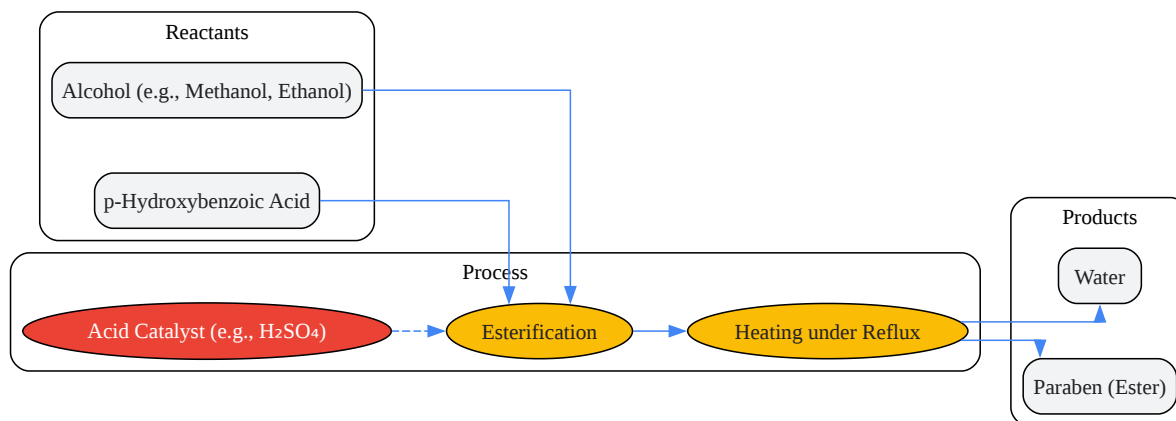 Reactants
Alcohol (e.g., Methanol, Ethanol)
p-Hydroxybenzoic Acid
Process
Acid Catalyst (e.g., H₂SO₄)
Esterification
Heating under Reflux
Products
Water
Paraben (Ester)